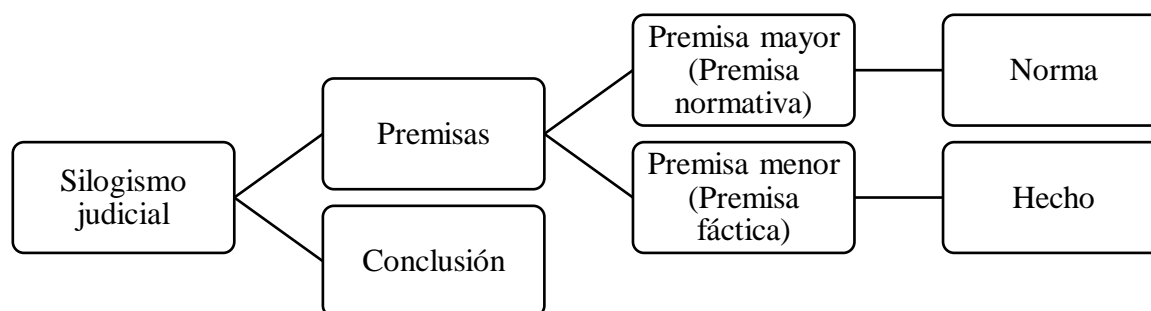 Silogismo
judicial
Premisas
Conclusión
Premisa mayor
(Premisa
normativa)
Premisa menor
(Premisa
fáctica)
Norma
Hecho